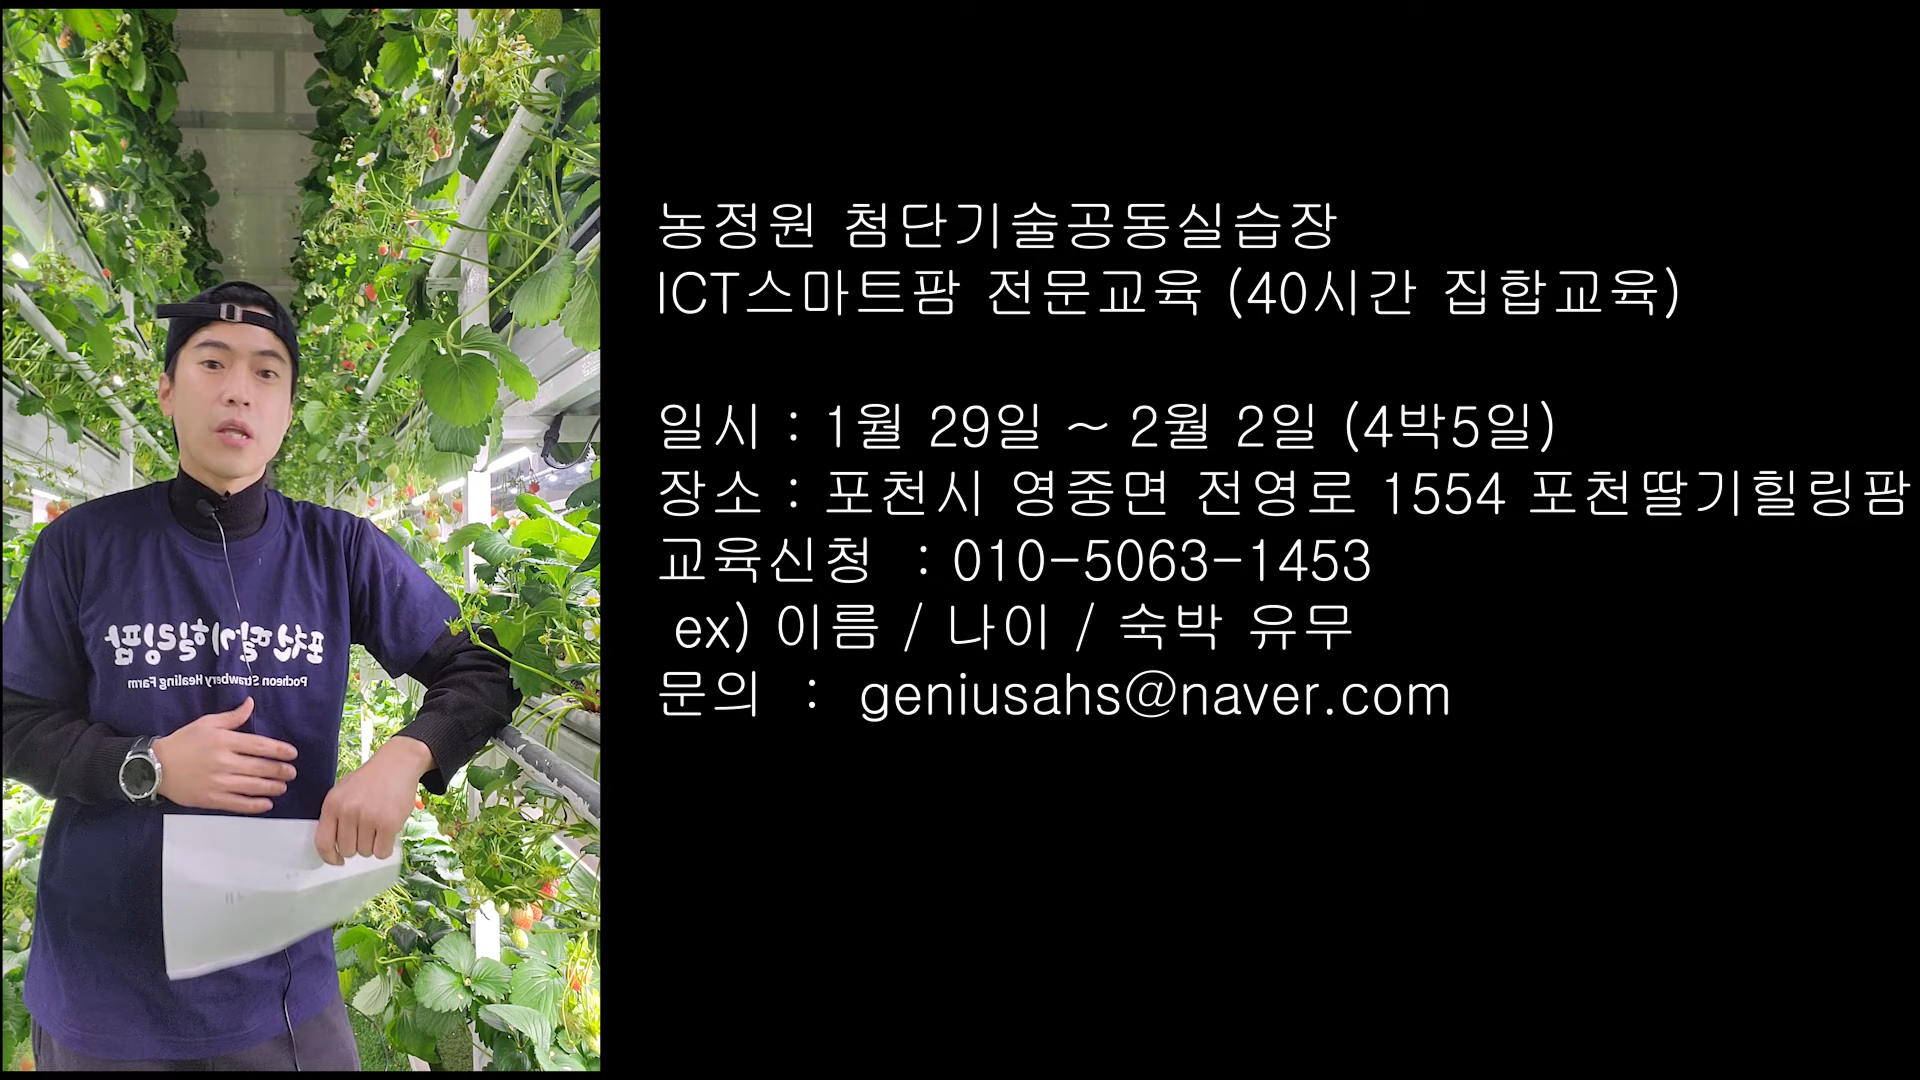 농정원 첨단기술공동실습장
ICT스마트팜 전문교육 (40시간 집합교육)
일시 : 1월 29일 ~ 2월 2일 (4박5일)
장소 : 포천시 영중면 전영로 1554 포천딸기힐링팜
교육신청 : 010-5063-1453
ex) 이름 / 나이 / 숙박 유무
문의 : geniusahs@naver.com
포천딸기힐링팜
Pocheon Strawbery Healing Farm